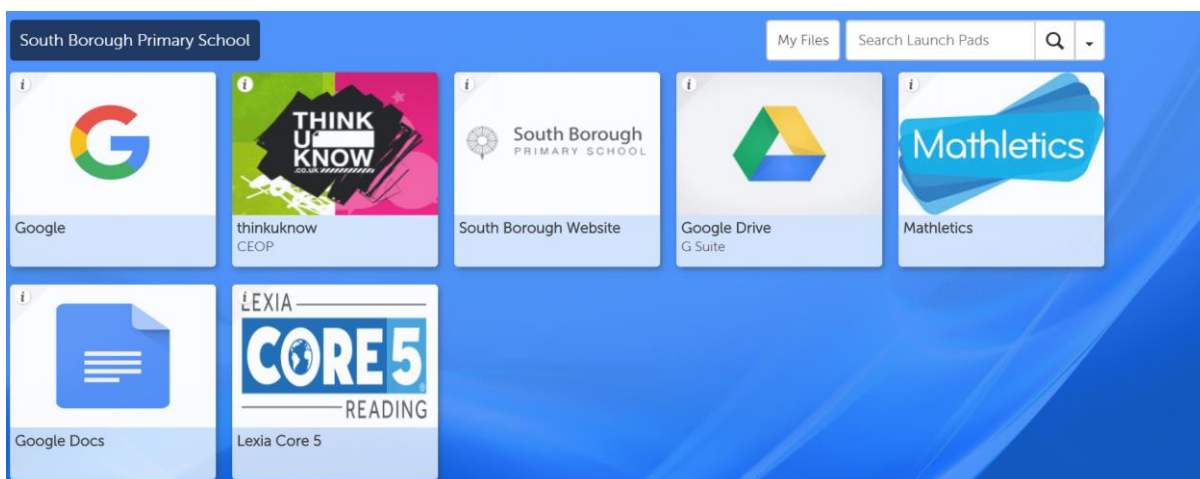 South Borough Primary School
My Files
Search Launch Pads
i
i
i
i
i
THINK
U
KNOW
.co.uk
South Borough
PRIMARY SCHOOL
Mathletics
Google
thinkuknow
South Borough Website
Google Drive
Mathletics
CEOP
G Suite
i
i
LEXIA
CORE5
®
READING
Google Docs
Lexia Core 5